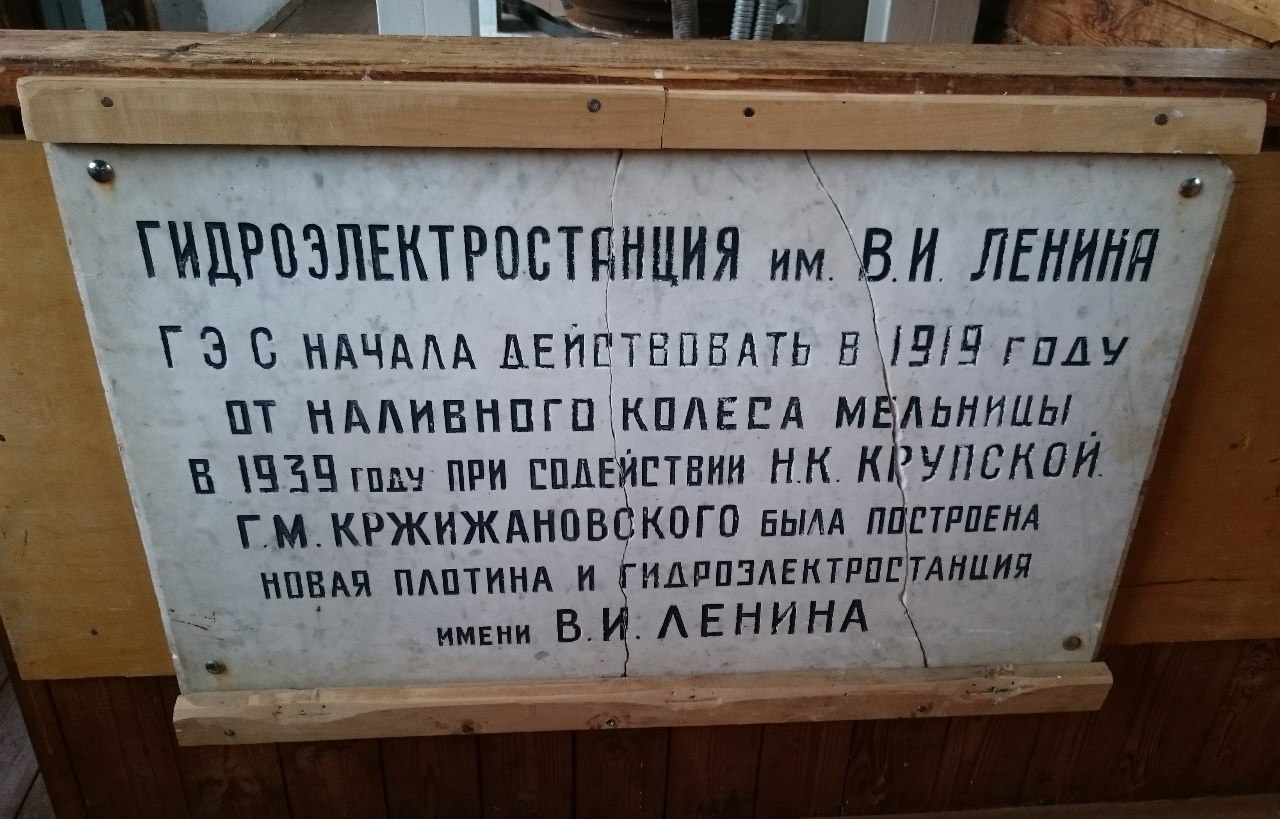 ГИДРОЭЛЕКТРОСТАНЦИЯ им. В.И. ЛЕНИНА
ГЭС НАЧАЛА ДЕЙСТВОВАТЬ В 1919 году
ОТ НАЛИВНОГО КОЛЕСА МЕЛЬНИЦЫ
В 1939 году ПРИ СОДЕЙСТВИИ Н.К. КРУПСКОЙ.
Г.М. КРЖИЖАНОВСКОГО БЫЛА ПОСТРОЕНА
НОВАЯ ПЛОТИНА И ГИДРОЭЛЕКТРОСТАНЦИЯ
ИМЕНИ В.И. ЛЕНИНА